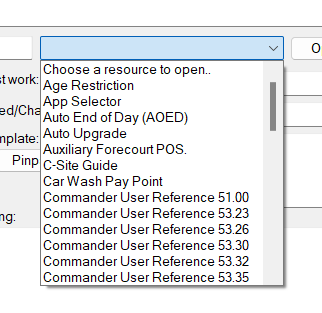 O
st work:
Choose a resource to open..
Age Restriction
App Selector
ed/Cha
Auto End of Day (AOED)
Auto Upgrade
mplate:
Auxiliary Forecourt POS.
Pinp
C-Site Guide
Car Wash Pay Point
Commander User Reference 51.00
ng:
Commander User Reference 53.23
Commander User Reference 53.26
Commander User Reference 53.30
Commander User Reference 53.32
Commander User Reference 53.35